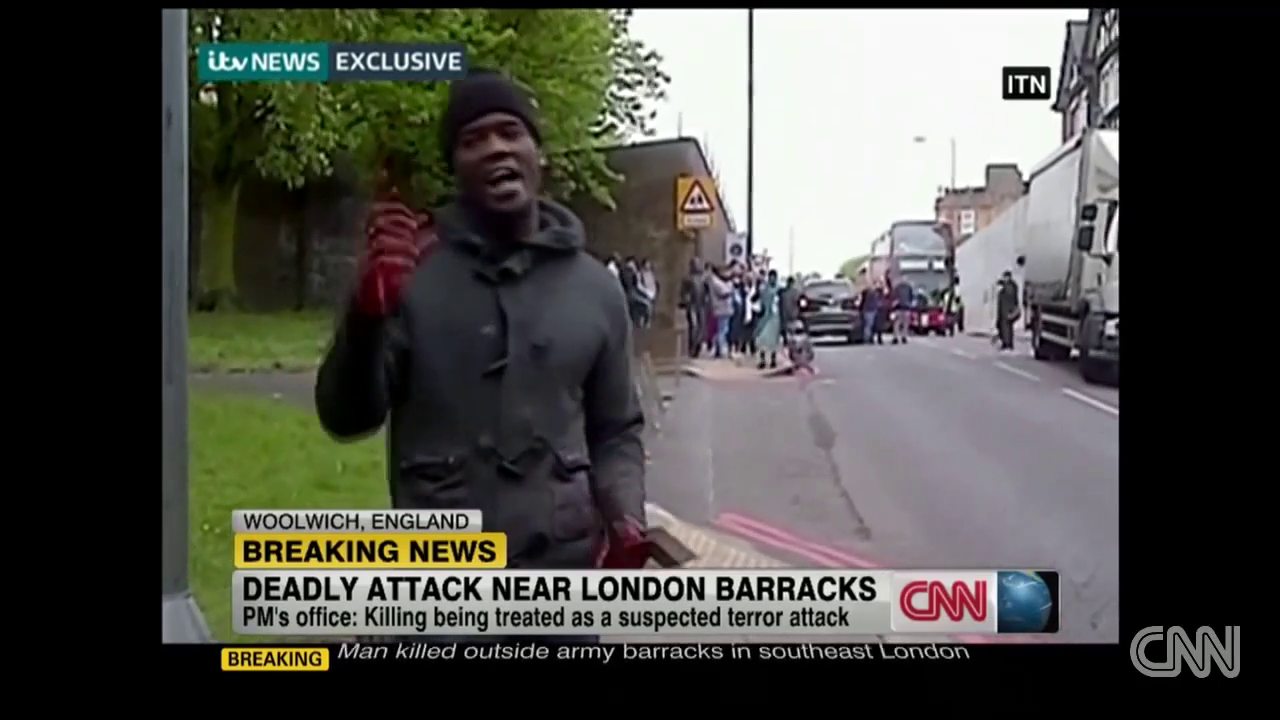 itv NEWS EXCLUSIVE
ITN
WOOLWICH, ENGLAND
BREAKING NEWS
DEADLY ATTACK NEAR LONDON BARRACKS
PM's office: Killing being treated as a suspected terror attack
CNN
BREAKING Man killed outside army barracks in southeast London
CNN